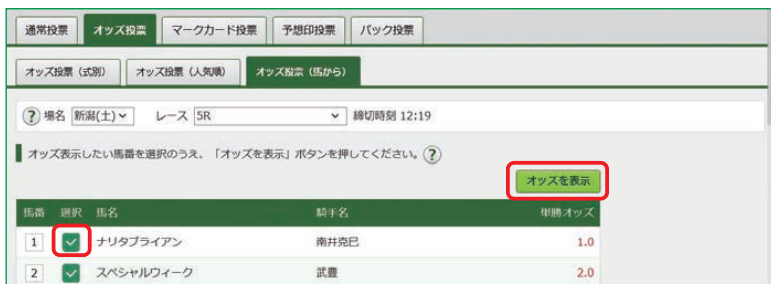 通常投票 オッズ投票 マークカード投票 予想印投票 パック投票
オッズ投票 (式別) オッズ投票 (人気順) オッズ投票 (馬から)
? 場名 新潟(土) レース 5R 締切時刻 12:19
オッズ表示したい馬番を選択のうえ、「オッズを表示」ボタンを押してください。 ?
オッズを表示
馬番 選択 馬名 騎手名 単勝オッズ
1 ナリタブライアン 南井克巳 1.0
2 スペシャルウィーク 武豊 2.0